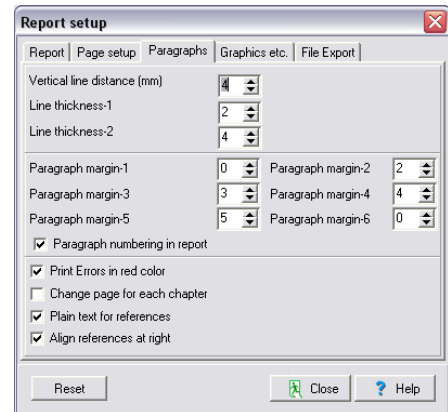 Report setup
Report Page setup Paragraphs Graphics etc. File Export
Vertical line distance (mm) 4
Line thickness-1 2
Line thickness-2 4
Paragraph margin-1 0 Paragraph margin-2 2
Paragraph margin-3 3 Paragraph margin-4 4
Paragraph margin-5 5 Paragraph margin-6 0
Paragraph numbering in report
Print Errors in red color
Change page for each chapter
Plain text for references
Align references at right
Reset Close ? Help